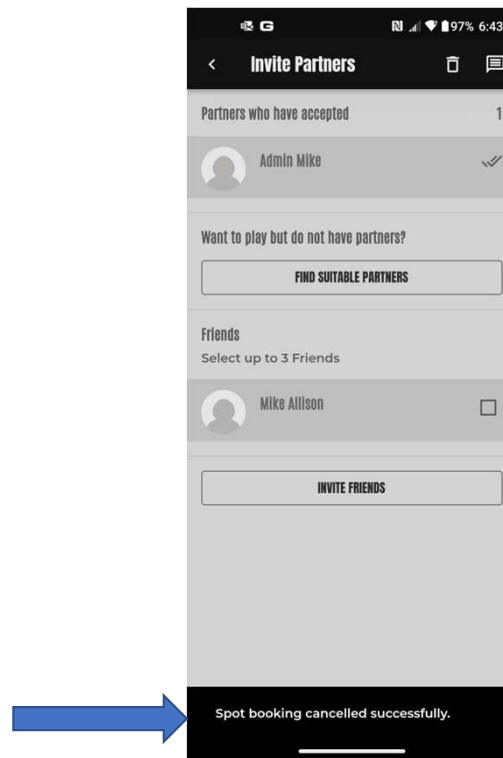 G 97% 6:43
Invite Partners
Partners who have accepted 1
Admin Mike
Want to play but do not have partners?
FIND SUITABLE PARTNERS
Friends
Select up to 3 Friends
Mike Allison
INVITE FRIENDS
Spot booking cancelled successfully.